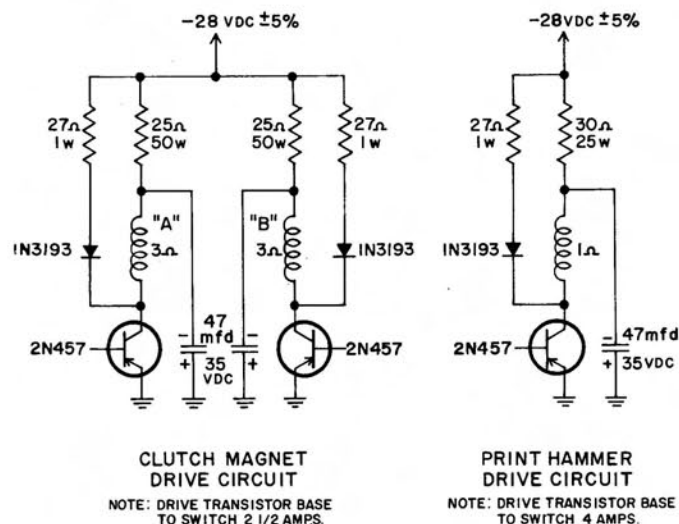 -28 VDC ±5%
-28VDC ±5%
27Ω
1W
25Ω
50W
25Ω
50W
27Ω
1W
27Ω
1W
30Ω
25W
"A"
3Ω
"B"
3Ω
1Ω
1N3193
1N3193
1N3193
2N457
2N457
2N457
-
47
mfd
-
+
35
VDC
+
-
47mfd
+
35VDC
CLUTCH MAGNET
DRIVE CIRCUIT
NOTE: DRIVE TRANSISTOR BASE
TO SWITCH 2 1/2 AMPS.
PRINT HAMMER
DRIVE CIRCUIT
NOTE: DRIVE TRANSISTOR BASE
TO SWITCH 4 AMPS.